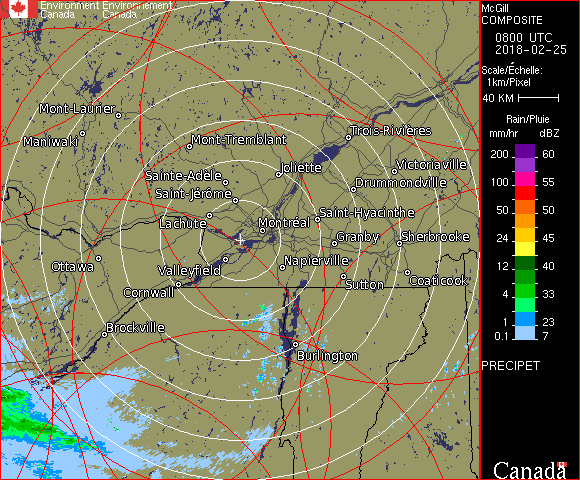 Environment Environnement
Canada Canada
Mont-Laurier
Maniwaki
Mont-Tremblant
Trois-Rivières
Sainte-Adèle
Joliette
Victoriaville
Drummondville
Saint-Jérôme
Lachute
Montréal
Saint-Hyacinthe
Granby
Sherbrooke
Ottawa
Valleyfield
Napierville
Cornwall
Sutton
Coaticook
Brockville
Burlington
McGill
COMPOSITE
0800 UTC
2018-02-25
Scale/Échelle:
1km/Pixel
40 KM
Rain/Pluie
mm/hr dBZ
200 60
150 57
100 55
50 50
24 45
12 40
4 33
1 23
0.1 7
PRECIPET
Canada